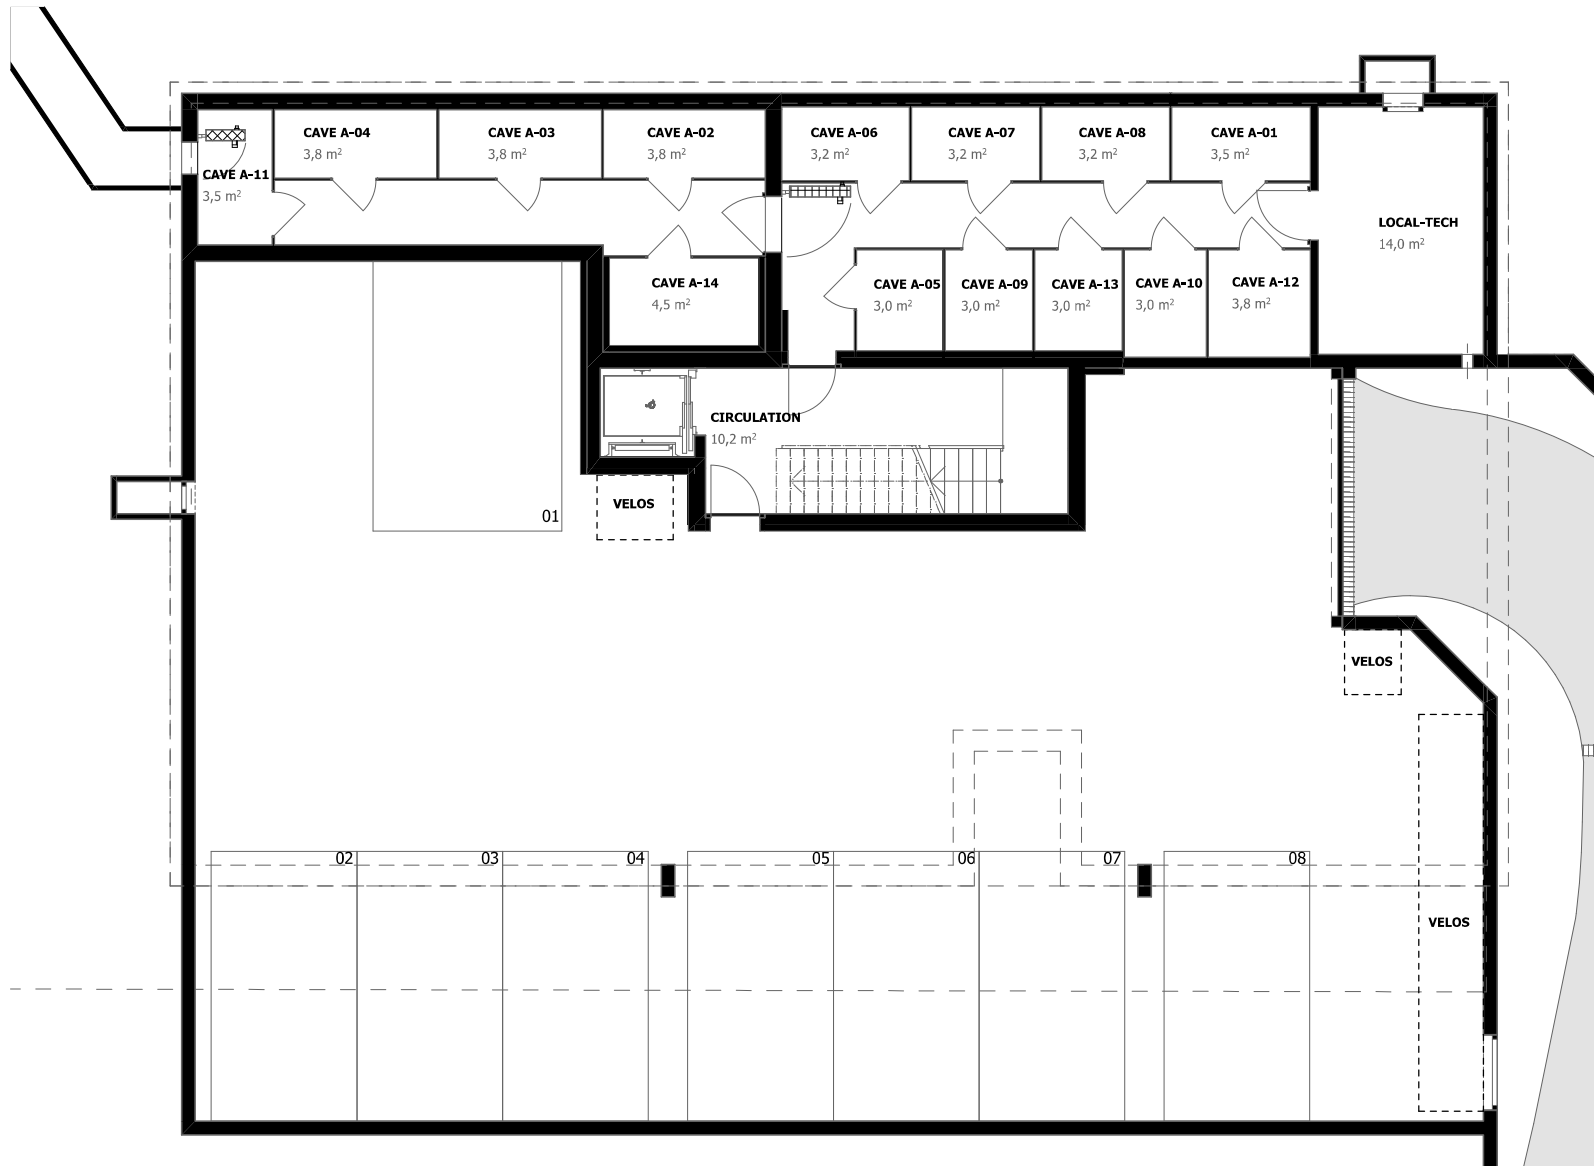 CAVE A-04
3,8 m²
CAVE A-03
3,8 m²
CAVE A-02
3,8 m²
CAVE A-06
3,2 m²
CAVE A-07
3,2 m²
CAVE A-08
3,2 m²
CAVE A-01
3,5 m²
CAVE A-11
3,5 m²
LOCAL-TECH
14,0 m²
CAVE A-14
4,5 m²
CAVE A-05
3,0 m²
CAVE A-09
3,0 m²
CAVE A-13
3,0 m²
CAVE A-10
3,0 m²
CAVE A-12
3,8 m²
CIRCULATION
10,2 m²
VELOS
01
VELOS
02
03
04
05
06
07
08
VELOS